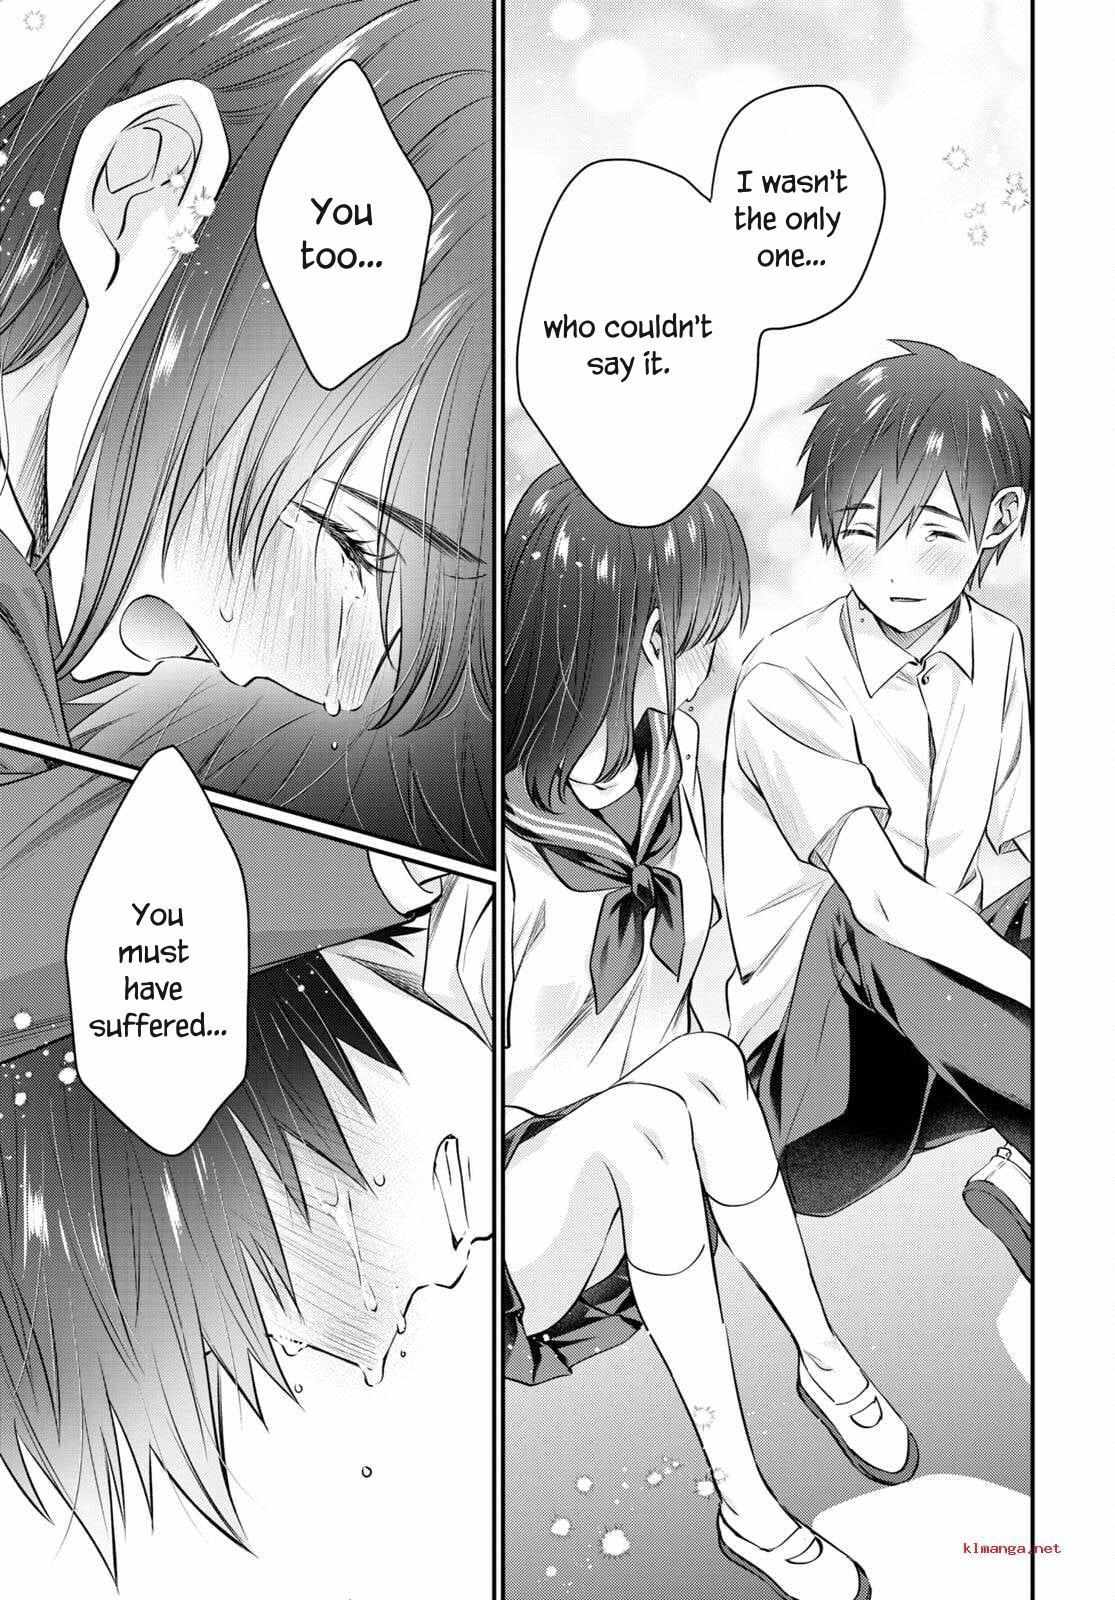 I wasn't
the only
one...
who couldn't
say it.
You
too...
You
must
have
suffered...
klmanga.net